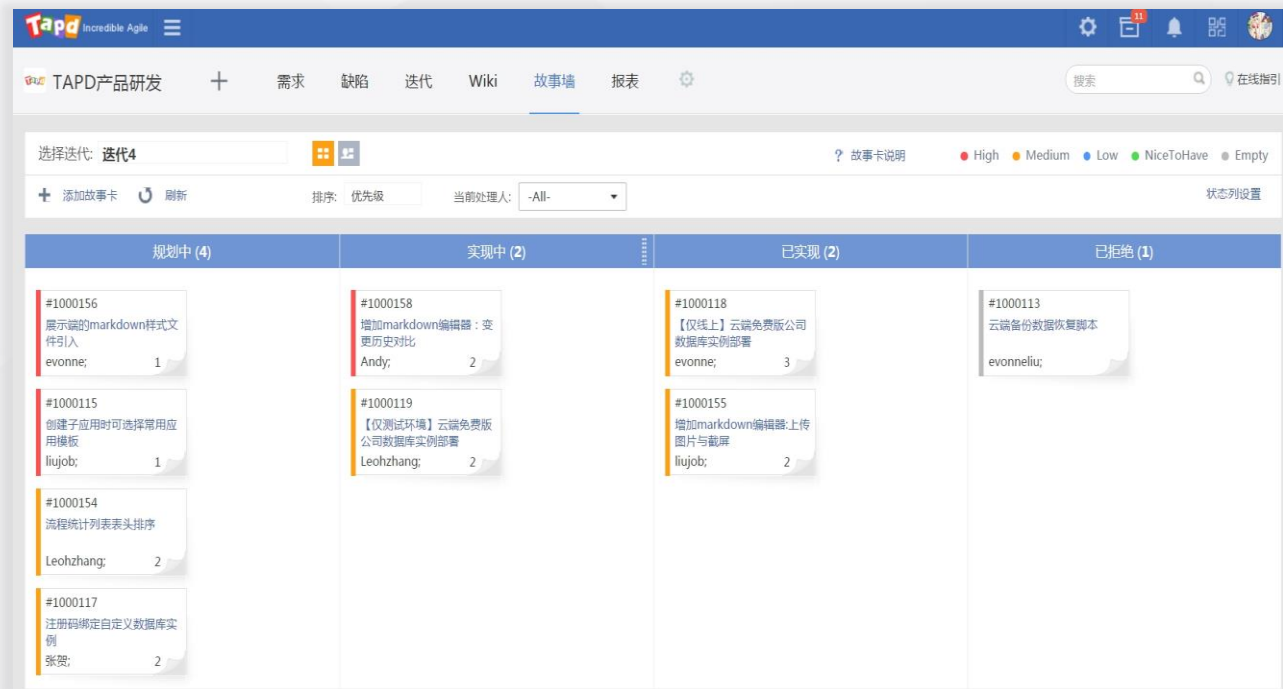 Tapd Incredible Agile
11
TAPD产品研发
需求 缺陷 迭代 Wiki 故事墙 报表
搜索
在线指引
选择迭代: 迭代4
? 故事卡说明
High Medium Low NiceToHave Empty
添加故事卡 刷新
排序: 优先级
当前处理人: -All-
状态列设置
规划中 (4)
实现中 (2)
已实现 (2)
已拒绝 (1)
#1000156
展示端的markdown样式文
件引入
evonne; 1
#1000115
创建子应用时可选择常用应
用模板
liujob; 1
#1000154
流程统计列表表头排序
Leohzhang; 2
#1000117
注册码绑定自定义数据库实
例
张贺; 2
#1000158
增加markdown编辑器：变
更历史对比
Andy; 2
#1000119
【仅测试环境】云端免费版
公司数据库实例部署
Leohzhang; 2
#1000118
【仅线上】云端免费版公司
数据库实例部署
evonne; 3
#1000155
增加markdown编辑器:上传
图片与截屏
liujob; 2
#1000113
云端备份数据恢复脚本
evonneliu;